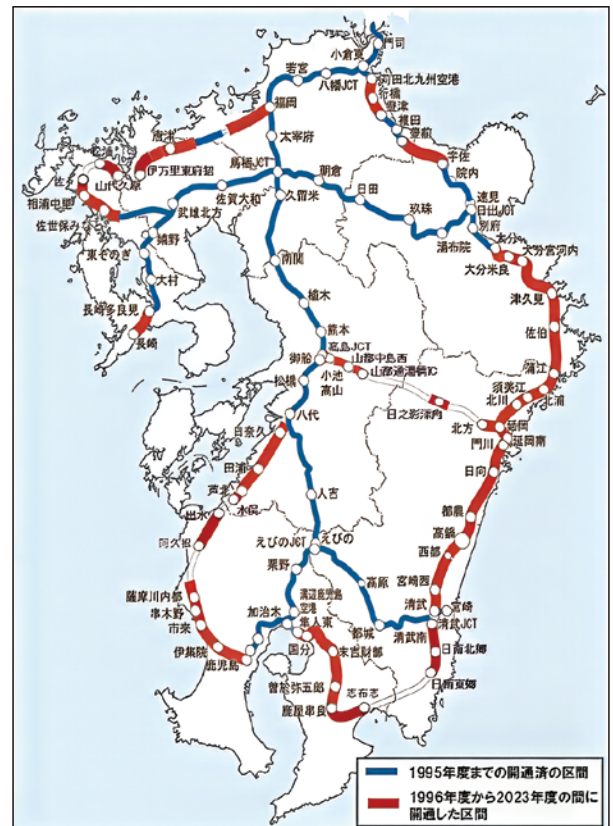 門司
小倉東
苅田北九州空港
若宮
八幡JCT
行橋
豊津
椎田
豊前
福岡
宇佐
院内
太宰府
唐津
鳥栖JCT
朝倉
速見
日出JCT
伊万里東府招
山代久原
佐賀大和
久留米
日田
玖珠
別府
相浦中里
武雄北方
湯布院
大分
大分宮河内
佐世保みなと
大分米良
嬉野
東そのぎ
南関
津久見
大村
植木
佐伯
長崎多良見
熊本
長崎
嘉島JCT
山都中島西
御船
蒲江
小池
高山
山都通潤橋IC
須美江
松橋
北川
北浦
日之影深角
八代
北方
延岡
日奈久
門川
延岡南
田浦
日向
芦北
人吉
水俣
都農
出水
高鍋
えびのJCT
えびの
阿久根
西都
栗野
高原
宮崎西
溝辺鹿児島
空港
薩摩川内都
加治木
清武
宮崎
串木野
隼人東
市来
都城
清武南
清武JCT
伊集院
国分
末吉財部
日南北郷
鹿児島
曽於弥五郎
志布志
日南東郷
鹿屋串良
1995年度までの開通済の区間
1996年度から2023年度の間に
開通した区間